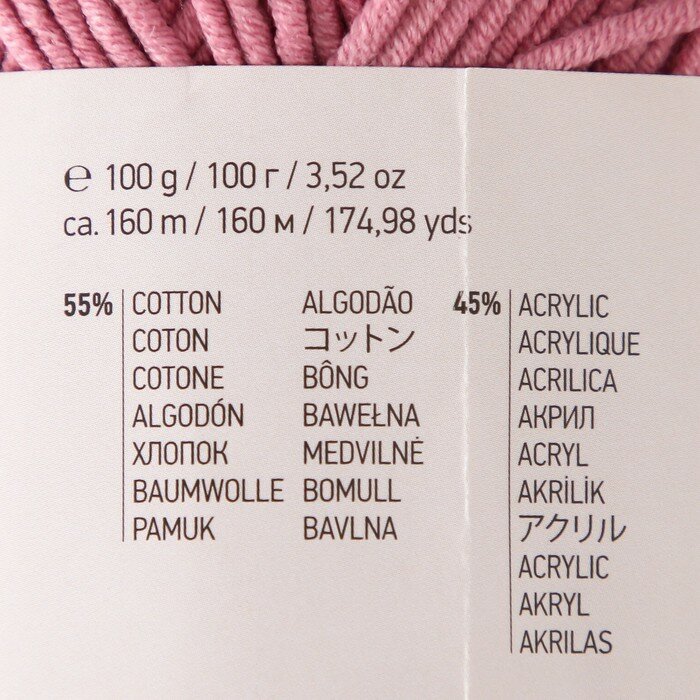 ℮ 100 g / 100 г / 3,52 oz
ca. 160 m / 160 м / 174,98 yds
55%
COTTON
COTON
COTONE
ALGODÓN
ХЛОПОК
BAUMWOLLE
PAMUK
ALGODÃO
コットン
BÔNG
BAWEŁNA
MEDVILNĖ
BOMULL
BAVLNA
45%
ACRYLIC
ACRYLIQUE
ACRILICA
АКРИЛ
ACRYL
AKRİLİK
アクリル
ACRYLIC
AKRYL
AKRILAS